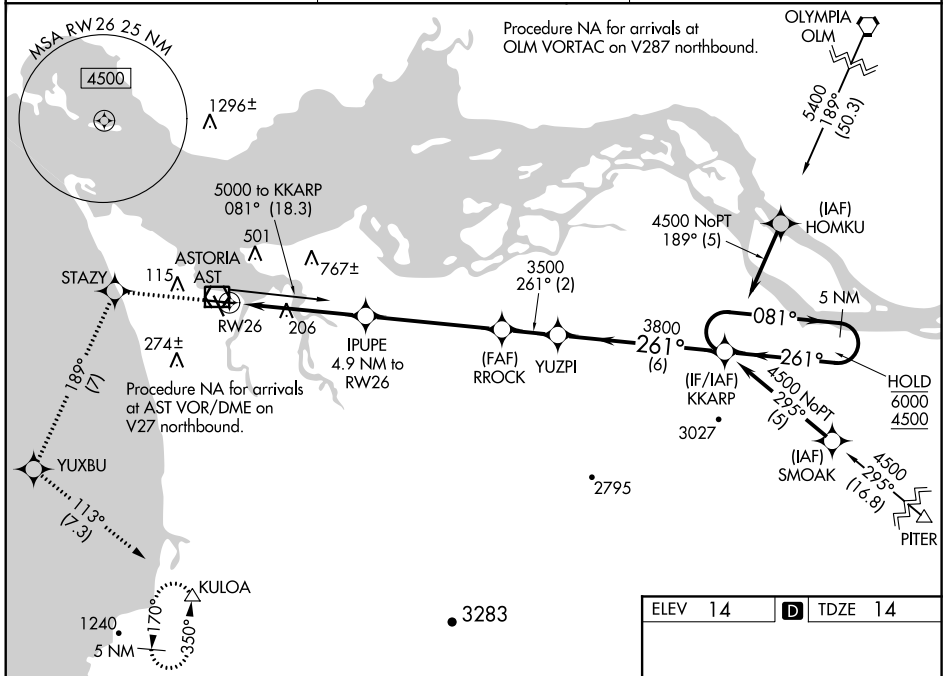 MSA RW 26 25 NM
4500
1296±
Procedure NA for arrivals at
OLM VORTAC on V287 northbound.
OLYMPIA
OLM
5400
189°
(50.3)
5000 to KKARP
081° (18.3)
(IAF)
HOMKU
4500 NoPT
189° (5)
501
767±
ASTORIA
AST
115
STAZY
RW26
206
3500
261° (2)
5 NM
081°
IPUPE
4.9 NM to
RW26
(FAF)
RROCK
YUZPI
3800
261°
(6)
261°
(IF/IAF)
KKARP
HOLD
6000
4500
274±
189°
(7)
Procedure NA for arrivals
at AST VOR/DME on
V27 northbound.
4500 NoPT
295°
(5)
3027
(IAF)
SMOAK
4500
295°
(16.8)
PITER
YUXBU
2795
113°
(7.3)
KULOA
170°
350°
1240
5 NM
3283
ELEV 14 D TDZE 14